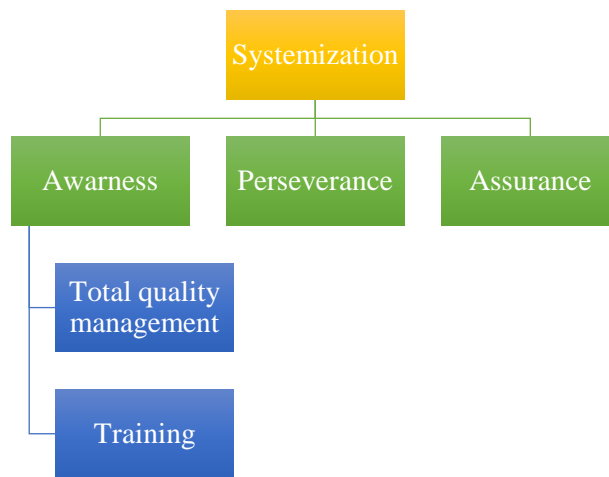 Systemization
Awarness
Perseverance
Assurance
Total quality
management
Training